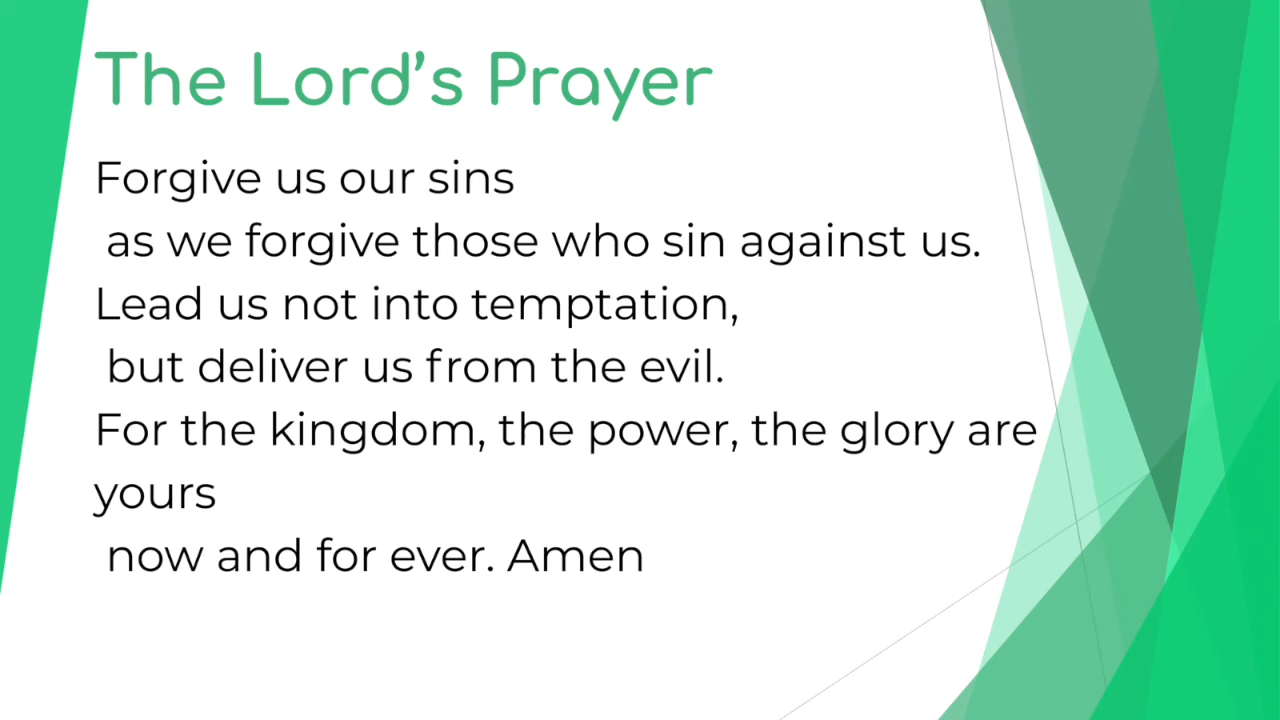 The Lord’s Prayer
Forgive us our sins
as we forgive those who sin against us.
Lead us not into temptation,
but deliver us from the evil.
For the kingdom, the power, the glory are
yours
now and for ever. Amen